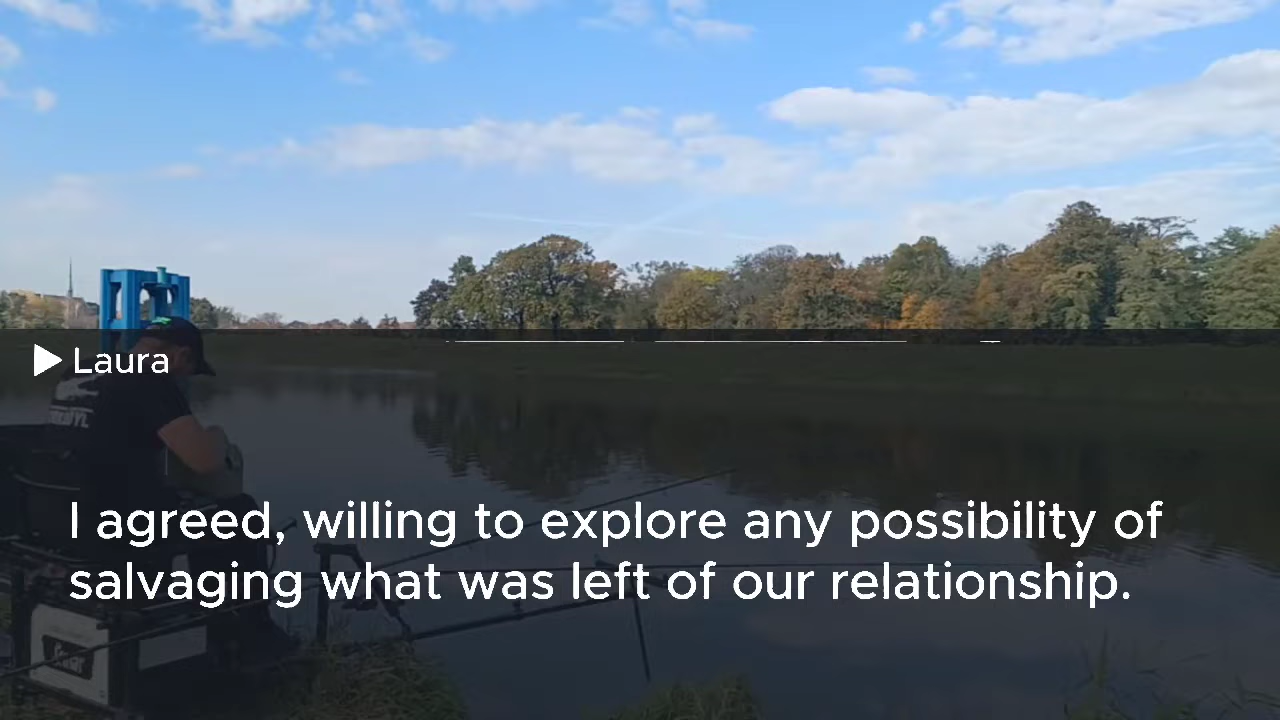 Laura
I agreed, willing to explore any possibility of
salvaging what was left of our relationship.